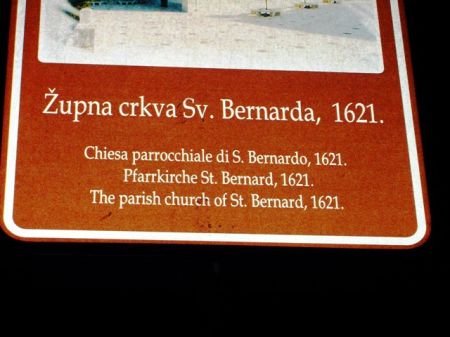 Župna crkva Sv. Bernarda, 1621.
Chiesa parrocchiale di S. Bernardo, 1621.
Pfarrkirche St. Bernard, 1621.
The parish church of St. Bernard, 1621.